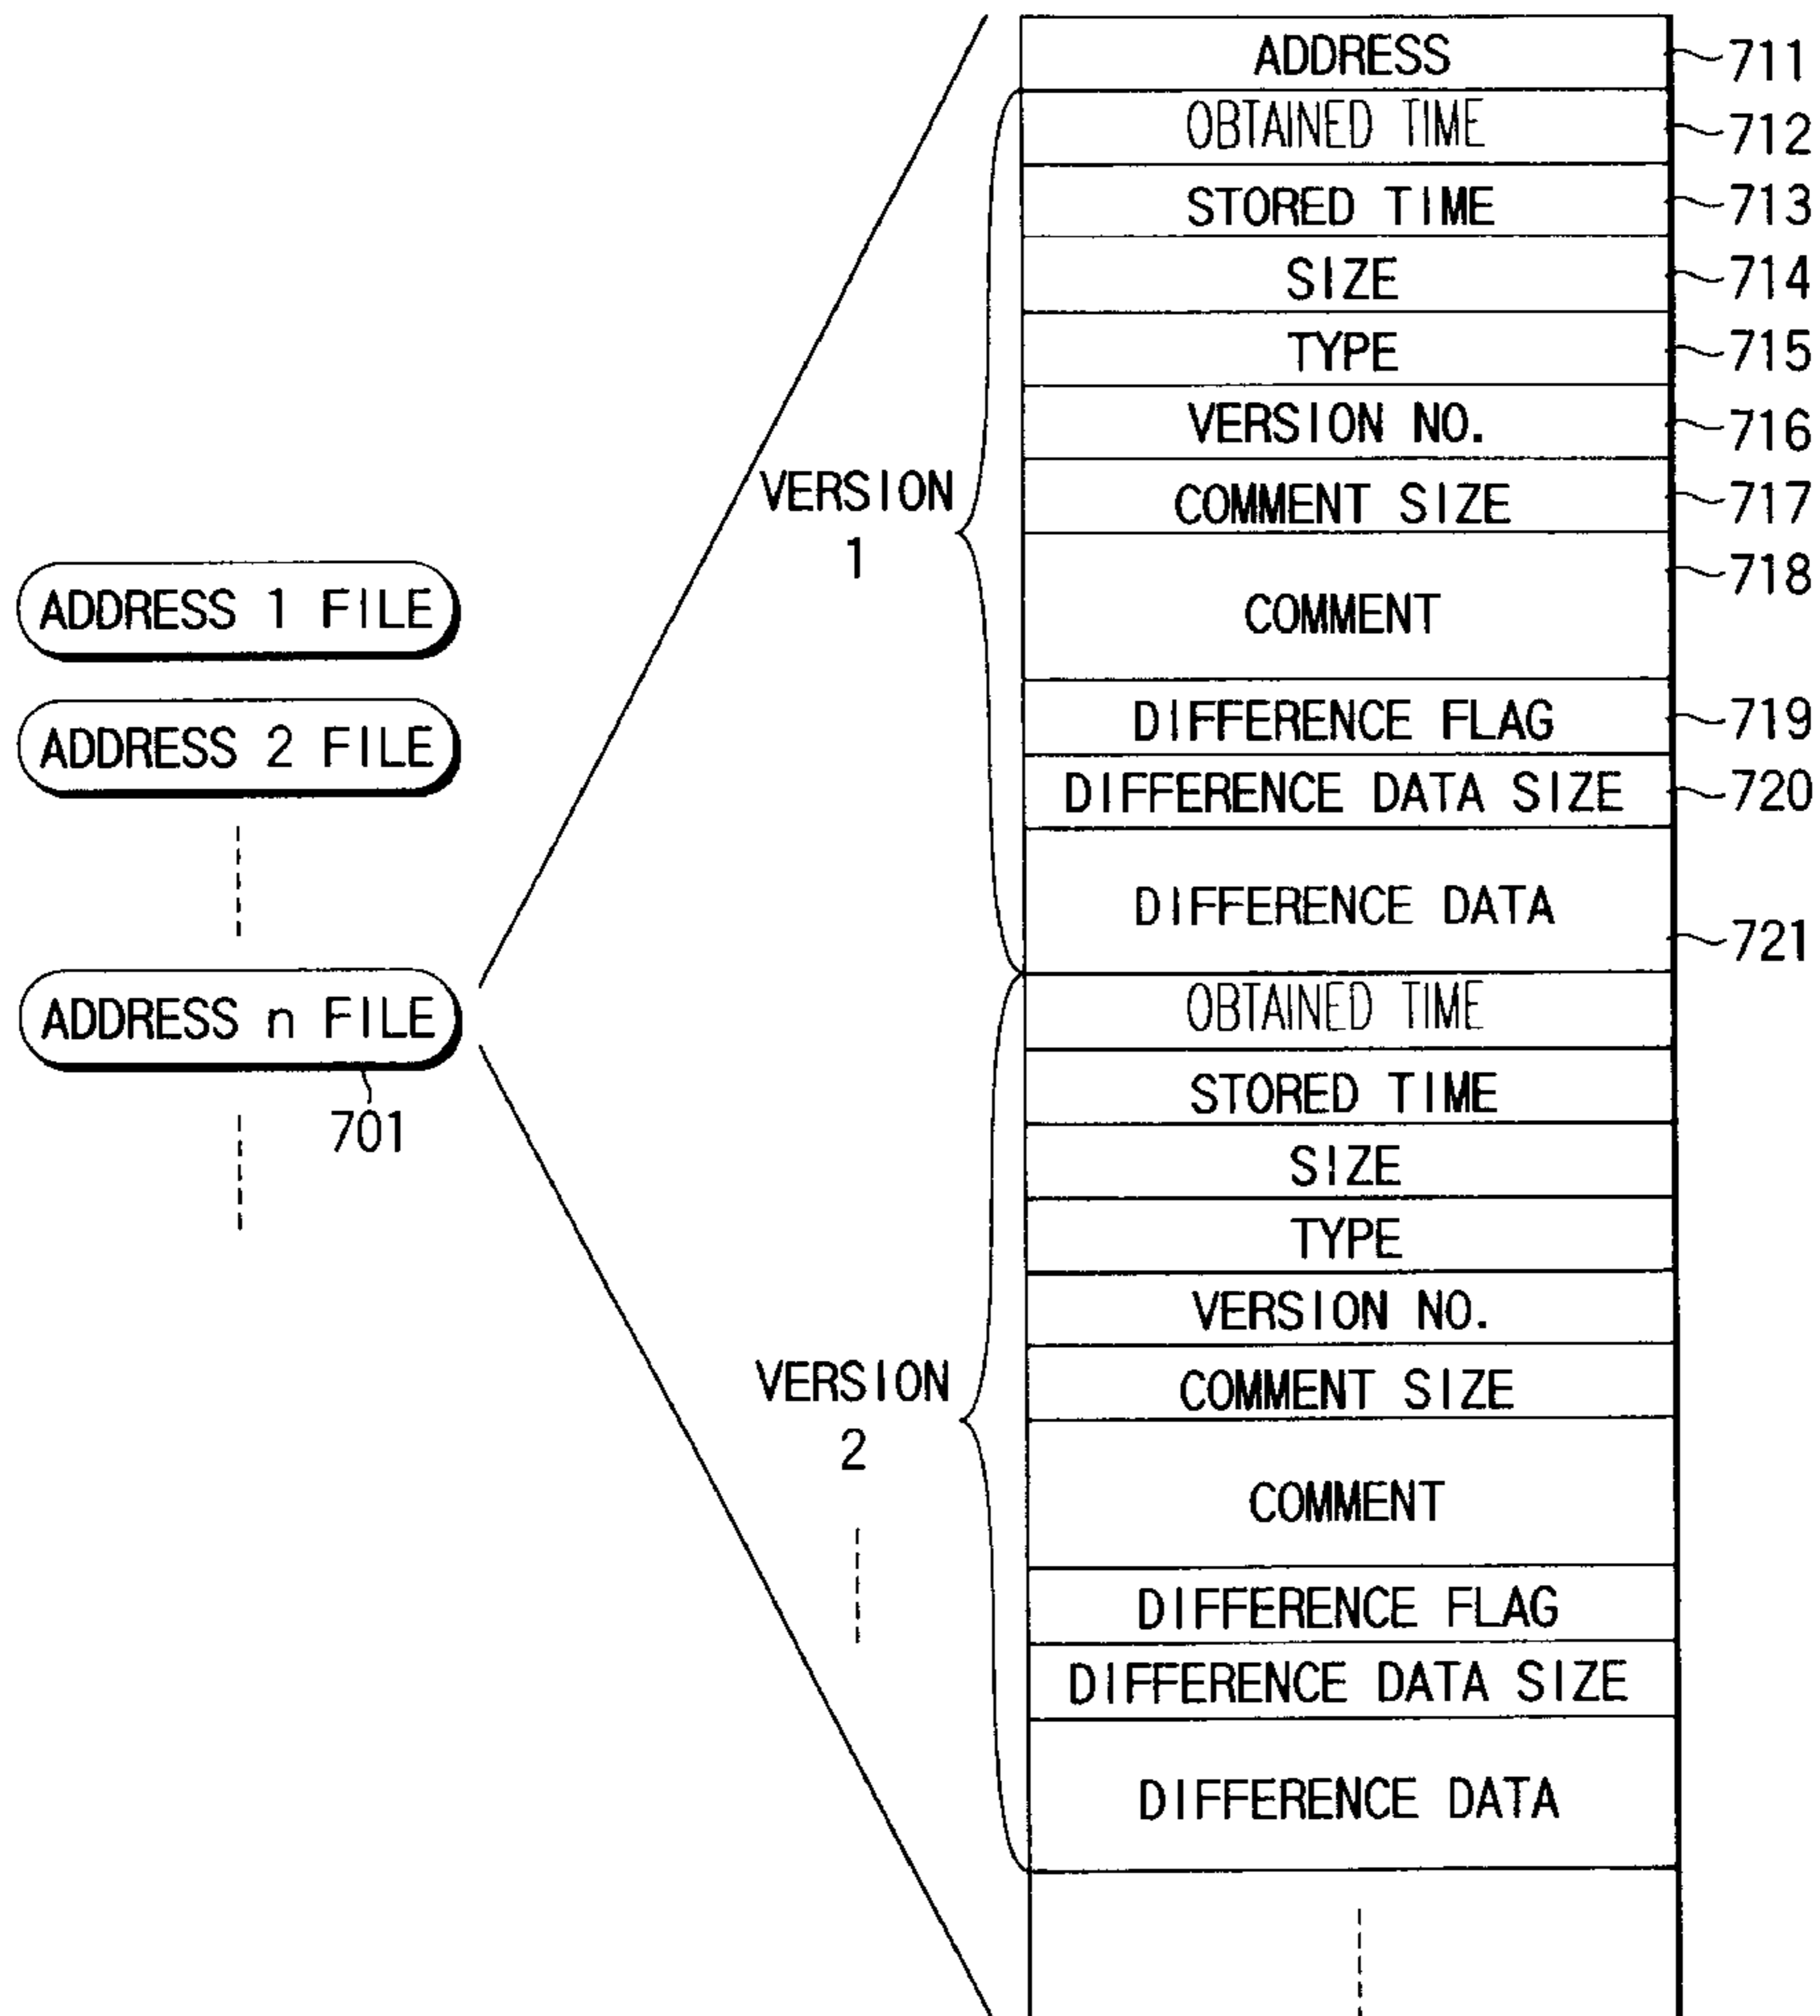 ADDRESS 1 FILE
ADDRESS 2 FILE
ADDRESS n FILE
701
VERSION
1
VERSION
2
ADDRESS 711
OBTAINED TIME 712
STORED TIME 713
SIZE 714
TYPE 715
VERSION NO. 716
COMMENT SIZE 717
COMMENT 718
DIFFERENCE FLAG 719
DIFFERENCE DATA SIZE 720
DIFFERENCE DATA 721
OBTAINED TIME
STORED TIME
SIZE
TYPE
VERSION NO.
COMMENT SIZE
COMMENT
DIFFERENCE FLAG
DIFFERENCE DATA SIZE
DIFFERENCE DATA